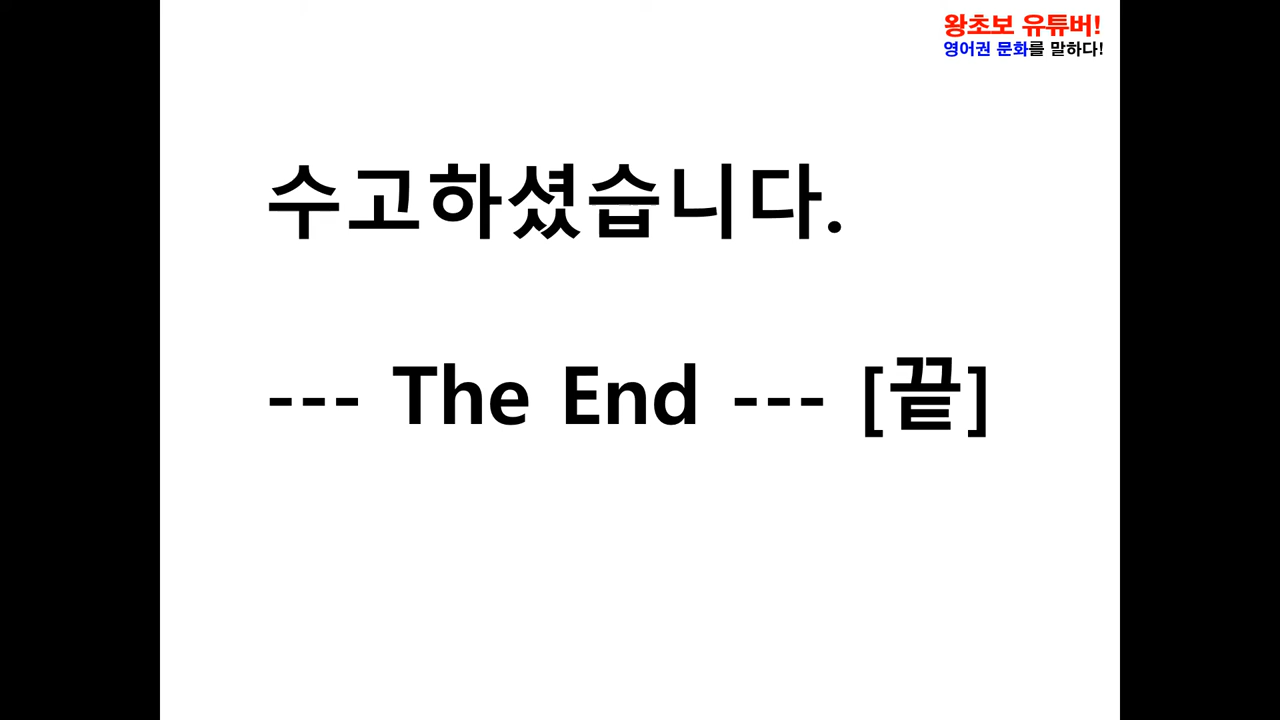 왕초보 유튜버!
영어권 문화를 말하다!
수고하셨습니다.
--- The End --- [끝]